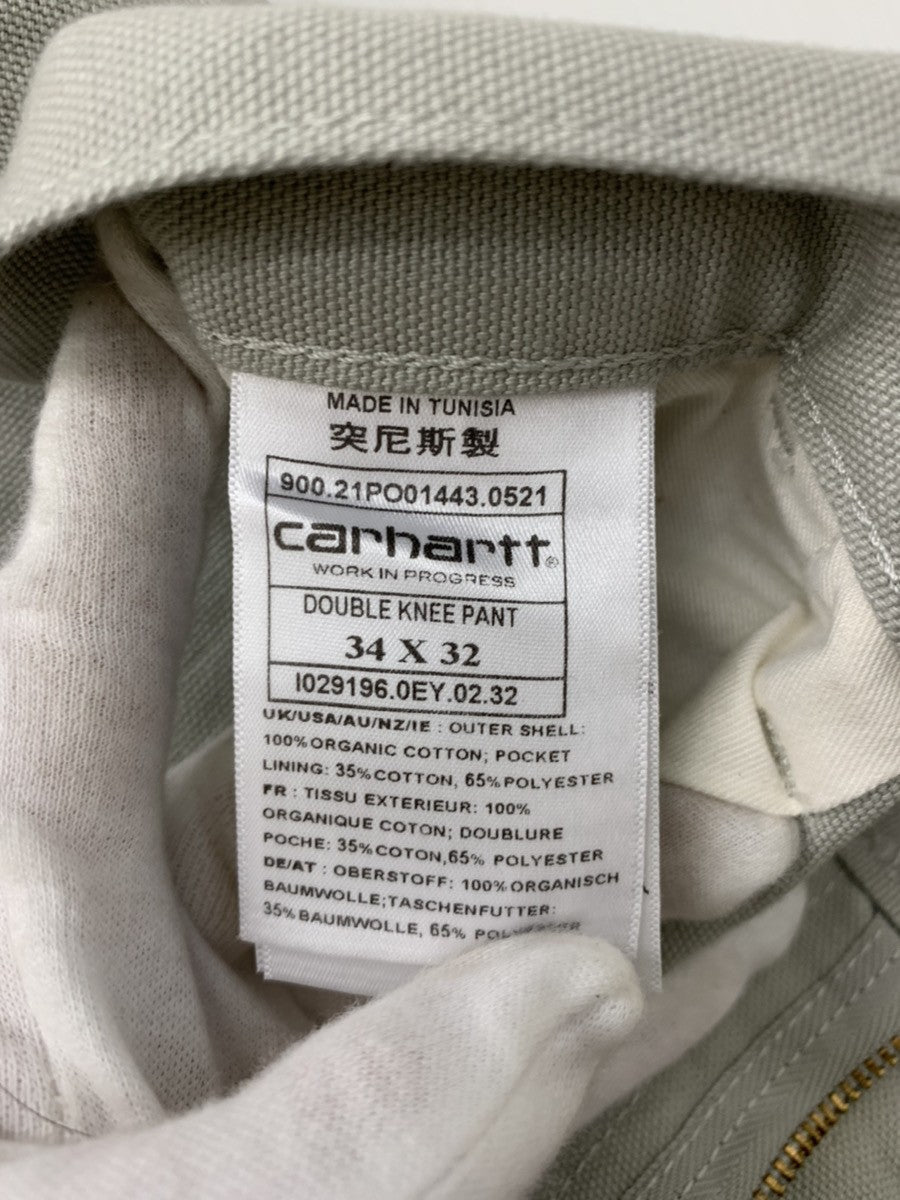 MADE IN TUNISIA
突尼斯製
900.21PO01443.0521
carhartt®
WORK IN PROGRESS
DOUBLE KNEE PANT
34 X 32
I029196.0EY.02.32
UK/USA/AU/NZ/IE : OUTER SHELL:
100% ORGANIC COTTON; POCKET
LINING: 35% COTTON, 65% POLYESTER
FR : TISSU EXTERIEUR: 100%
ORGANIQUE COTON; DOUBLURE
POCHE: 35% COTON,65% POLYESTER
DE/AT : OBERSTOFF: 100% ORGANISCH
BAUMWOLLE;TASCHENFUTTER:
35% BAUMWOLLE, 65%